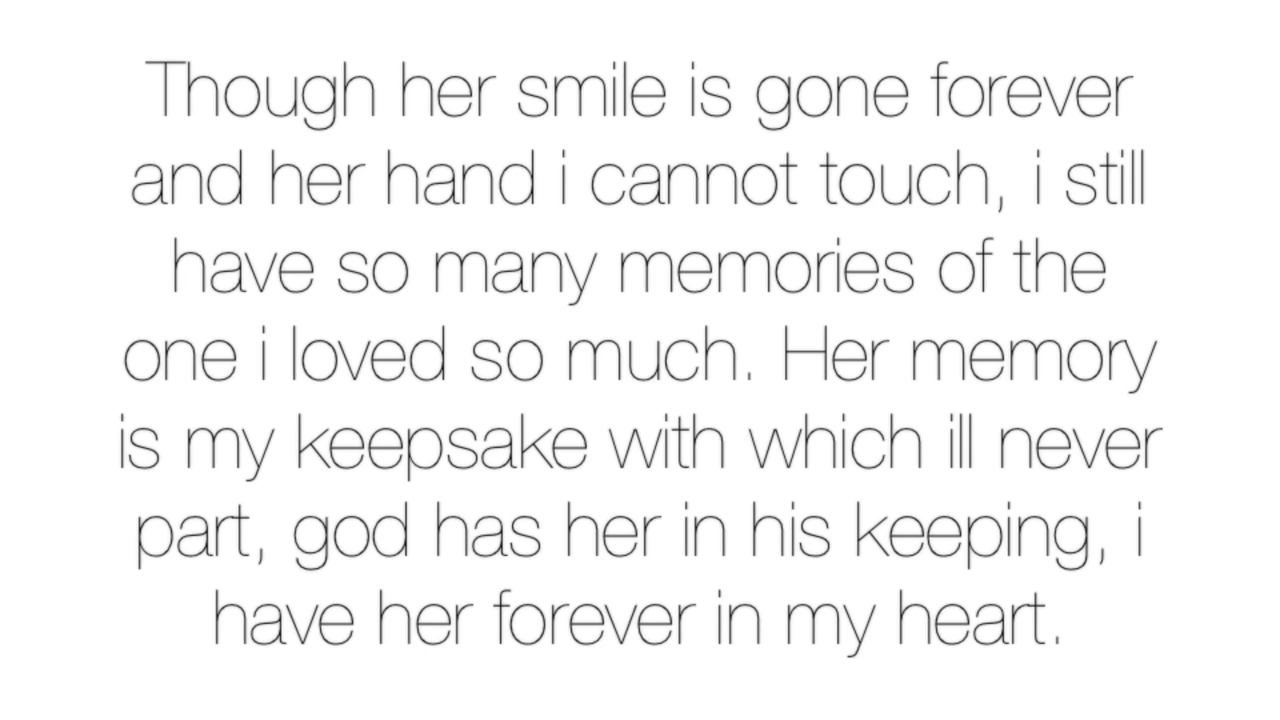 Though her smile is gone forever
and her hand i cannot touch, i still
have so many memories of the
one i loved so much. Her memory
is my keepsake with which ill never
part, god has her in his keeping, i
have her forever in my heart.